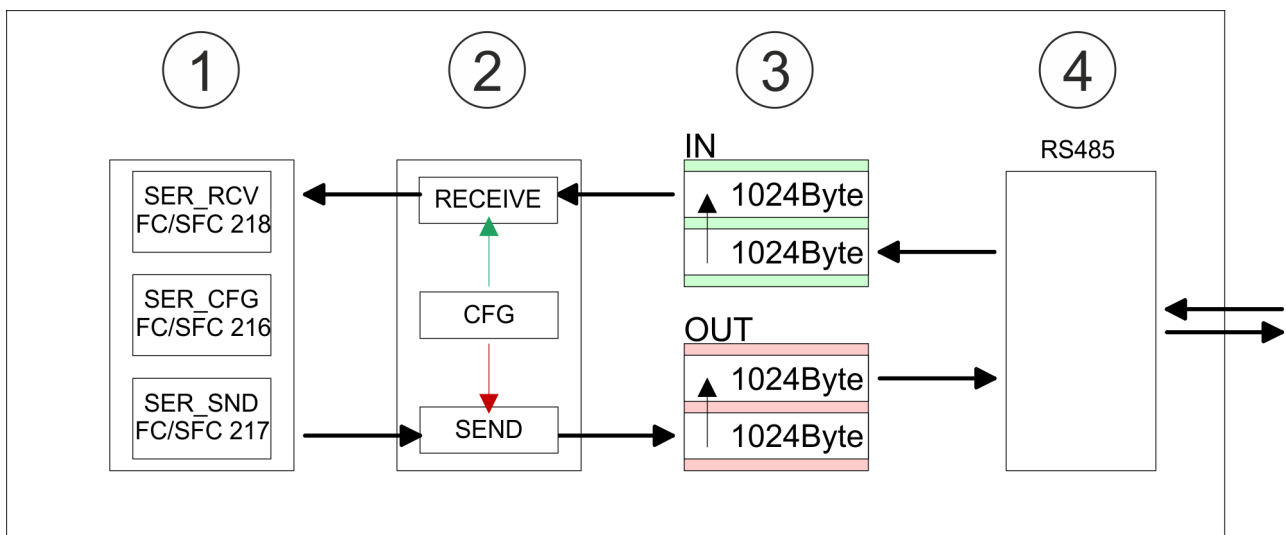 1
2
3
4
SER_RCV
FC/SFC 218
SER_CFG
FC/SFC 216
SER_SND
FC/SFC 217
RECEIVE
CFG
SEND
IN
1024Byte
1024Byte
OUT
1024Byte
1024Byte
RS485